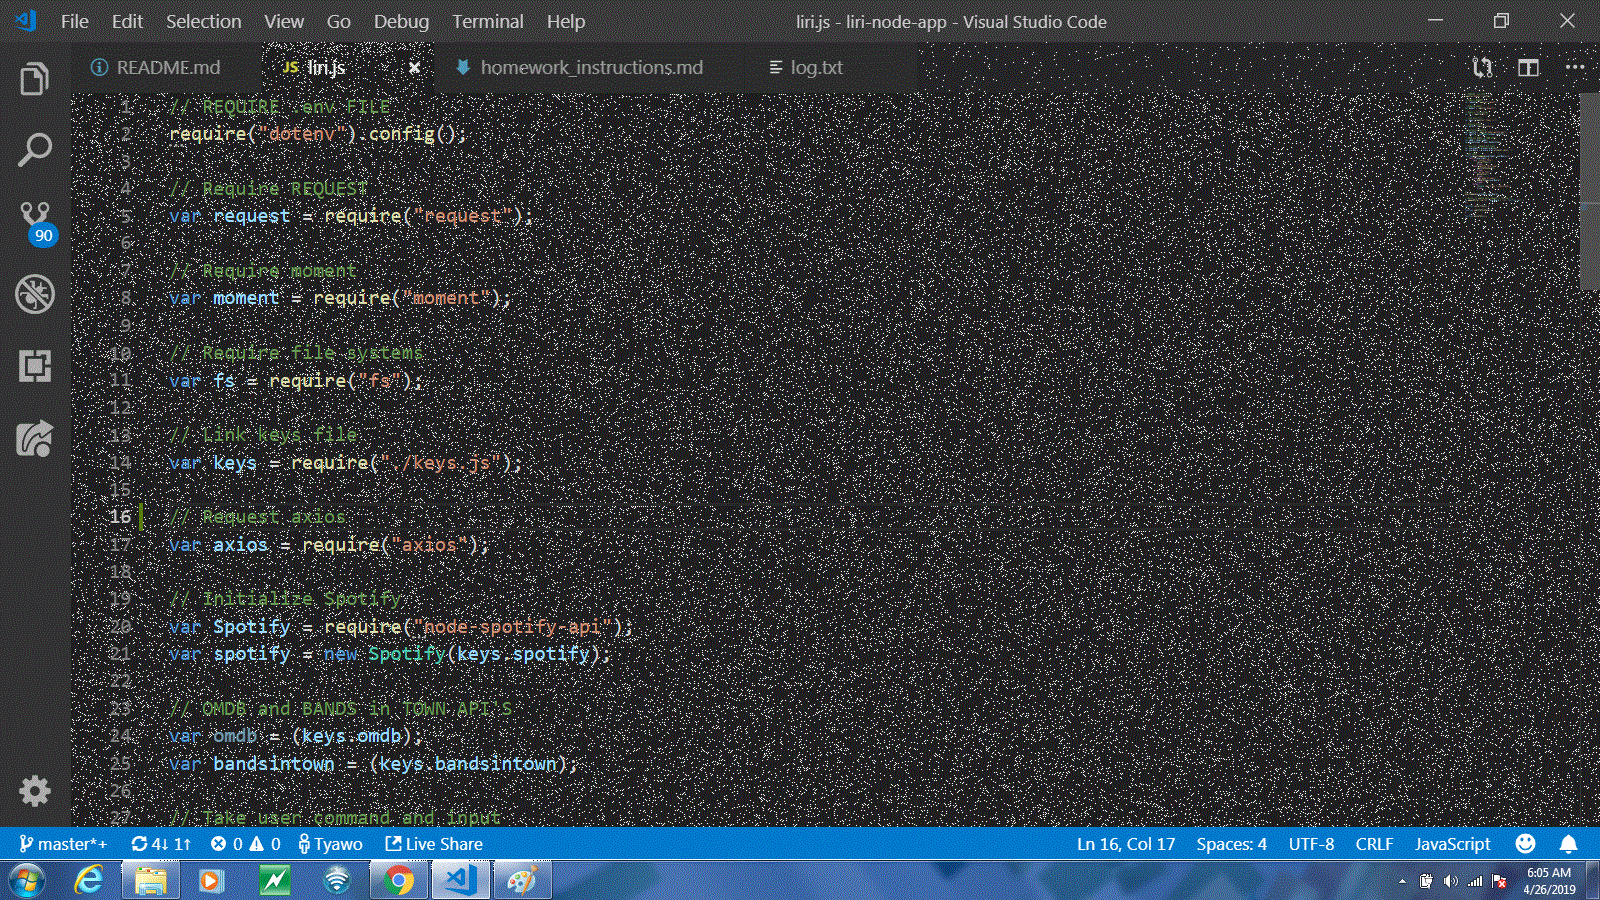 File Edit Selection View Go Debug Terminal Help liri.js - liri-node-app - Visual Studio Code
README.md JS liri.js homework_instructions.md log.txt
1 // REQUIRE .env FILE
2 require("dotenv").config();
3
4 // Require REQUEST
5 var request = require("request");
6
7 // Require moment
8 var moment = require("moment");
9
10 // Require file systems
11 var fs = require("fs");
12
13 // Link keys file
14 var keys = require("./keys.js");
15
16 // Request axios
17 var axios = require("axios");
18
19 // Initialize Spotify
20 var Spotify = require("node-spotify-api");
21 var spotify = new Spotify(keys.spotify);
22
23 // OMDB and BANDS in TOWN API'S
24 var omdb = (keys.omdb);
25 var bandsintown = (keys.bandsintown);
26
27 // Take user command and input
90
master*+ 4↓ 1↑ 0 0 Tyawo Live Share Ln 16, Col 17 Spaces: 4 UTF-8 CRLF JavaScript
6:05 AM
4/26/2019